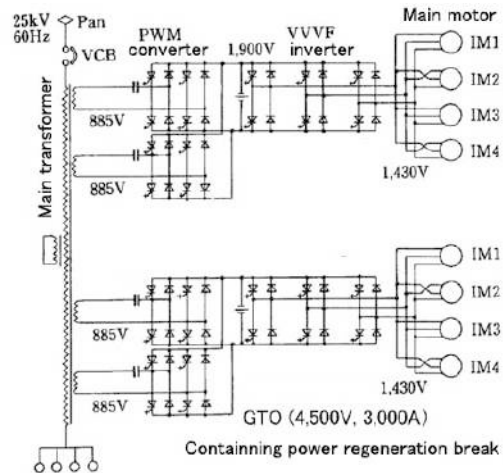 25kV
60Hz
Pan
VCB
PWM
converter
1,900V
VVVF
inverter
Main motor
IM1
IM2
IM3
IM4
Main transformer
885V
885V
1,430V
IM1
IM2
IM3
IM4
885V
885V
1,430V
GTO (4,500V, 3,000A)
Containning power regeneration break